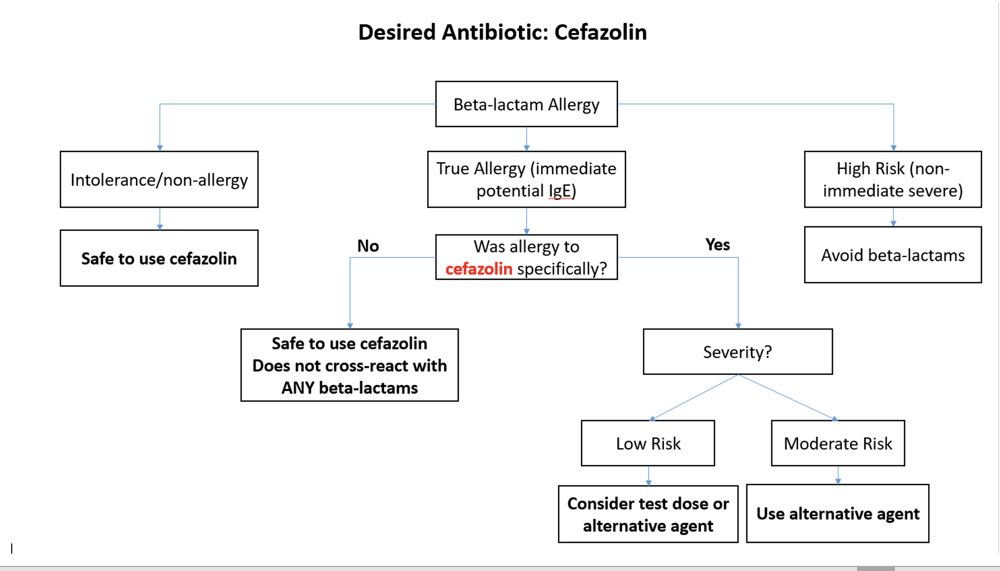 Desired Antibiotic: Cefazolin
Beta-lactam Allergy
Intolerance/non-allergy
True Allergy (immediate
potential IgE)
High Risk (non-
immediate severe)
Safe to use cefazolin
No
Was allergy to
cefazolin specifically?
Yes
Avoid beta-lactams
Safe to use cefazolin
Does not cross-react with
ANY beta-lactams
Severity?
Low Risk
Moderate Risk
Consider test dose or
alternative agent
Use alternative agent